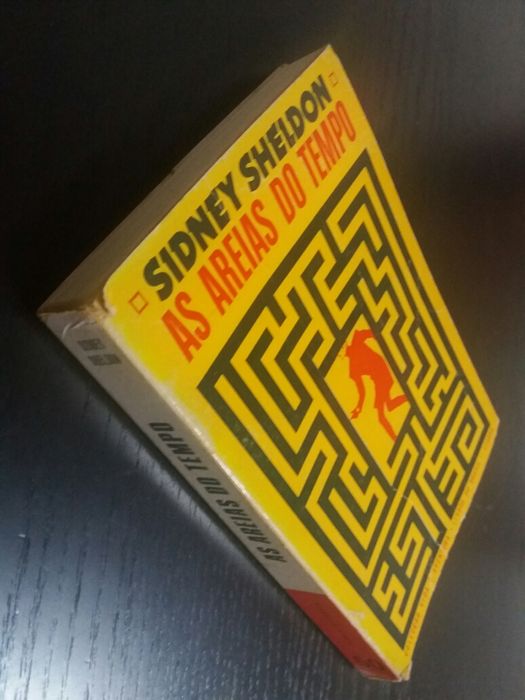 SIDNEY SHELDON
AS AREIAS DO TEMPO
SIDNEY
SHELDON
AS AREIAS DO TEMPO